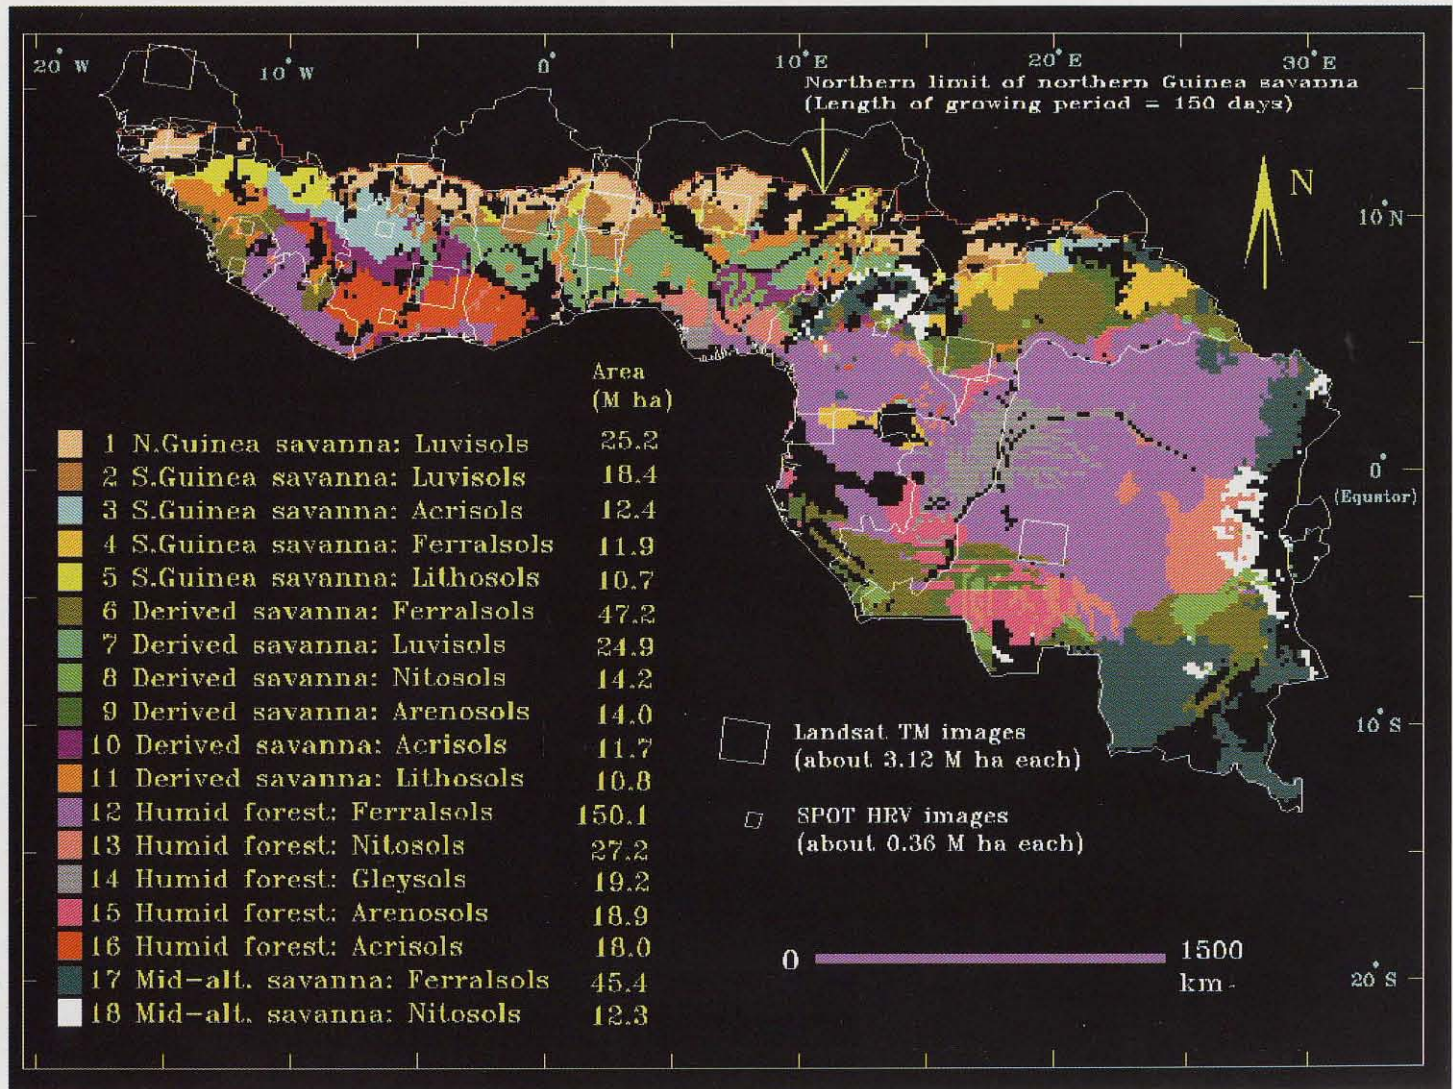 20° W
10° W
0°
10° E
20° E
30° E
Northern limit of northern Guinea savanna
(Length of growing period = 150 days)
N
10° N
Area
(M ha)
1 N.Guinea savanna: Luvisols 25.2
2 S.Guinea savanna: Luvisols 18.4
3 S.Guinea savanna: Acrisols 12.4
4 S.Guinea savanna: Ferralsols 11.9
5 S.Guinea savanna: Lithosols 10.7
6 Derived savanna: Ferralsols 47.2
7 Derived savanna: Luvisols 24.9
8 Derived savanna: Nitosols 14.2
9 Derived savanna: Arenosols 14.0
10 Derived savanna: Acrisols 11.7
11 Derived savanna: Lithosols 10.8
12 Humid forest: Ferralsols 150.1
13 Humid forest: Nitosols 27.2
14 Humid forest: Gleysols 19.2
15 Humid forest: Arenosols 18.9
16 Humid forest: Acrisols 18.0
17 Mid-alt. savanna: Ferralsols 45.4
18 Mid-alt. savanna: Nitosols 12.3
0°
(Equator)
10° S
Landsat TM images
(about 3.12 M ha each)
SPOT HRV images
(about 0.36 M ha each)
0 1500
km
20° S